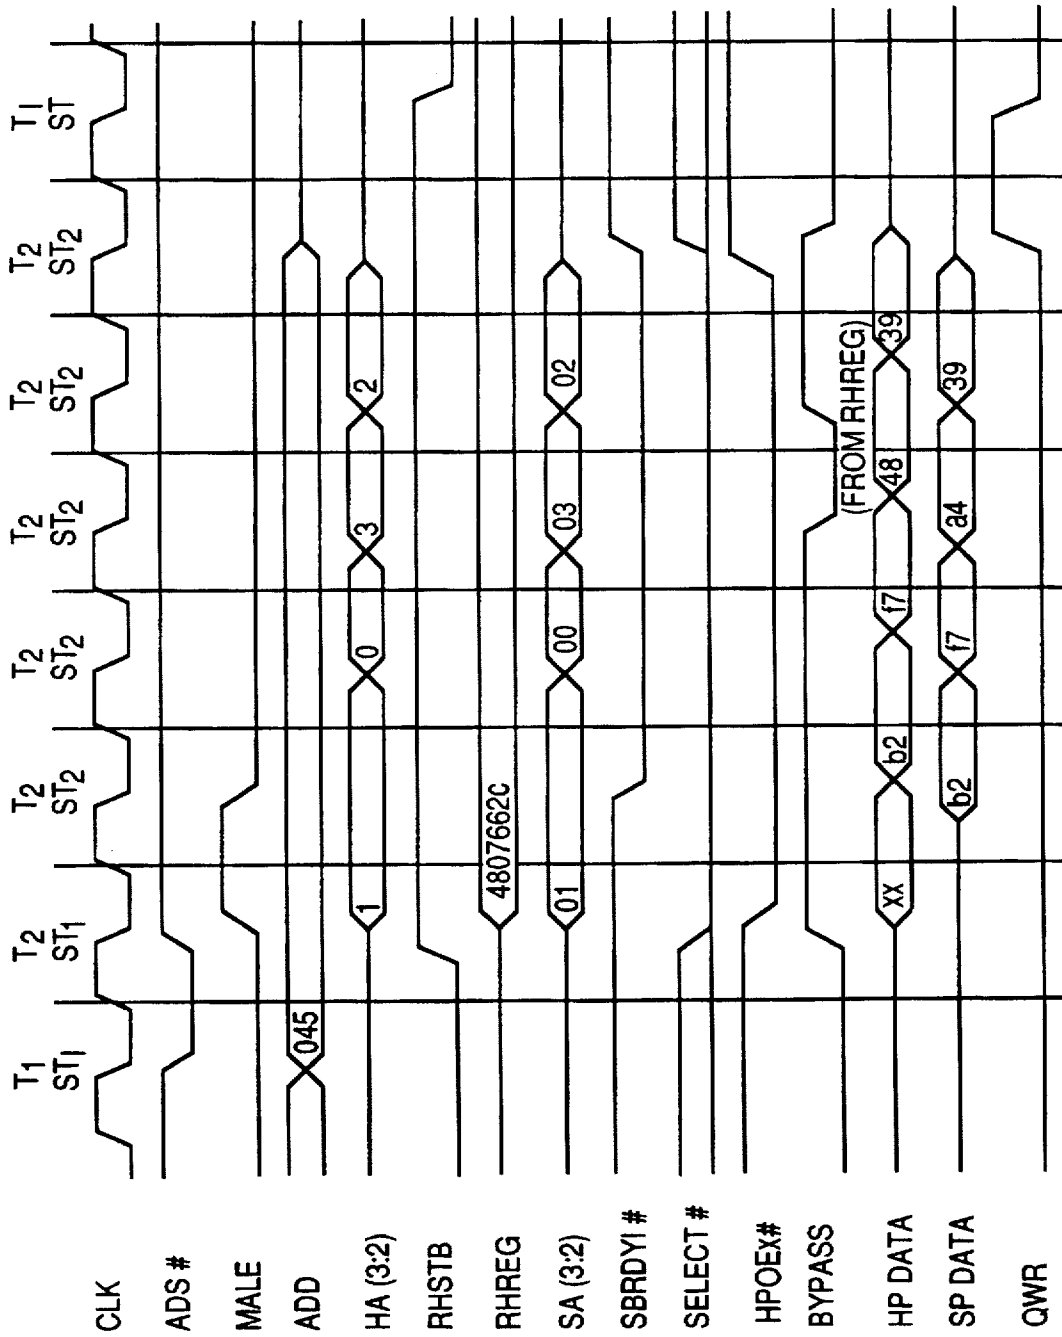 T1 T2 T2 T2 T2 T2 T2 TI
ST1 ST1 ST2 ST2 ST2 ST2 ST2 ST
CLK
ADS #
MALE
ADD 045
HA (3:2) 1 0 3 2
RHSTB
RHREG 4807662C
SA (3:2) 01 00 03 02
SBRDYI #
SELECT #
HPOEX#
BYPASS
(FROM RHREG)
HP DATA XX b2 f7 48 39
SP DATA b2 f7 a4 39
QWR